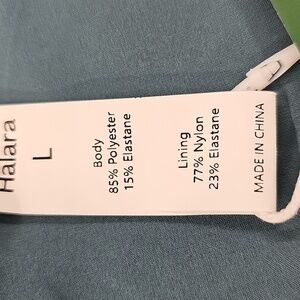 Halara
L
Body
85% Polyester
15% Elastane
Lining
77% Nylon
23% Elastane
MADE IN CHINA